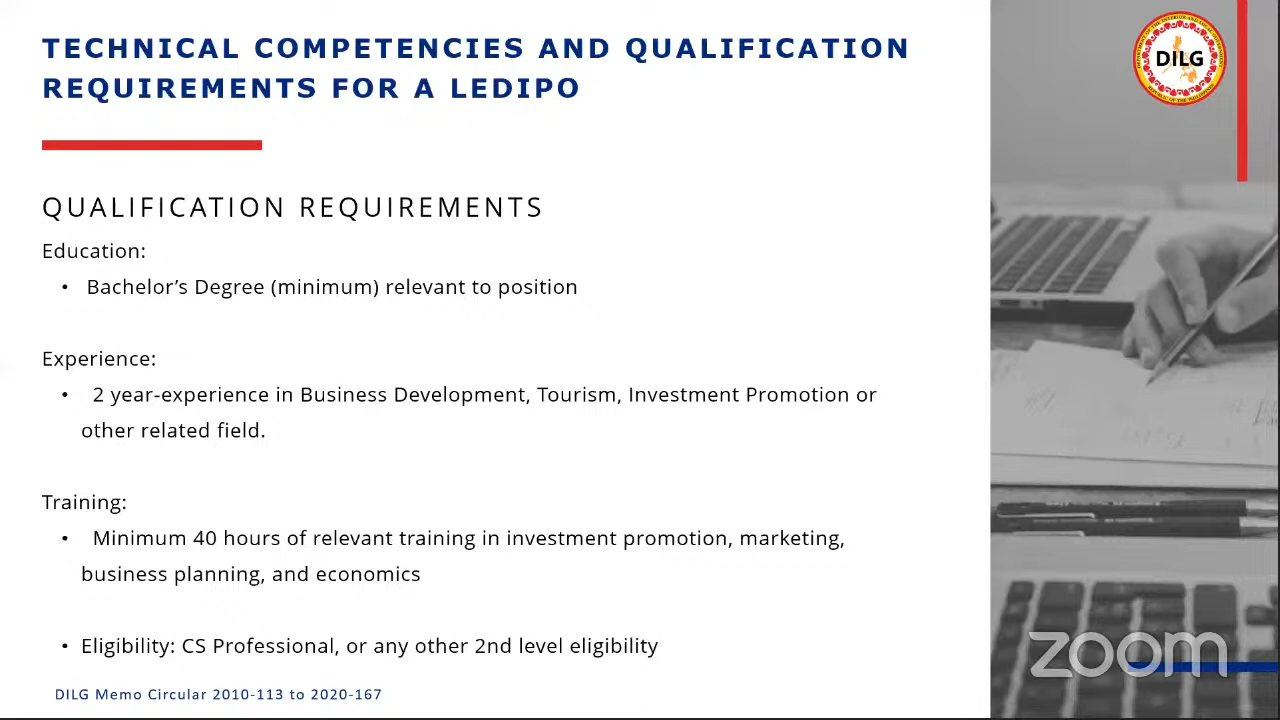 TECHNICAL COMPETENCIES AND QUALIFICATION
REQUIREMENTS FOR A LEDIPO
DILG
QUALIFICATION REQUIREMENTS
Education:
• Bachelor’s Degree (minimum) relevant to position
Experience:
• 2 year-experience in Business Development, Tourism, Investment Promotion or
other related field.
Training:
• Minimum 40 hours of relevant training in investment promotion, marketing,
business planning, and economics
• Eligibility: CS Professional, or any other 2nd level eligibility
DILG Memo Circular 2010-113 to 2020-167
zoom